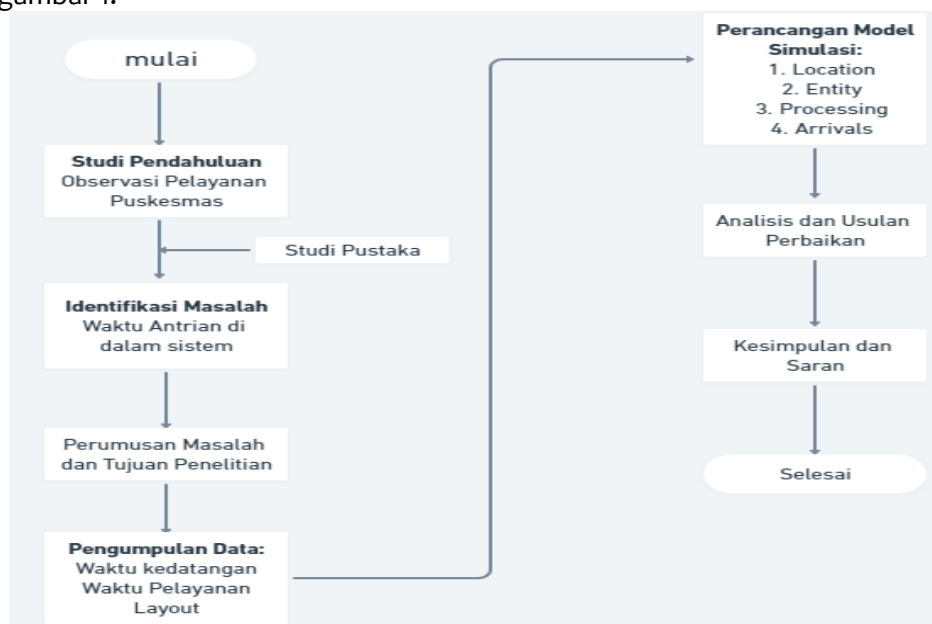 gambar 1.
mulai
Studi Pendahuluan
Observasi Pelayanan
Puskesmas
Studi Pustaka
Identifikasi Masalah
Waktu Antrian di
dalam sistem
Perumusan Masalah
dan Tujuan Penelitian
Pengumpulan Data:
Waktu kedatangan
Waktu Pelayanan
Layout
Perancangan Model
Simulasi:
1. Location
2. Entity
3. Processing
4. Arrivals
Analisis dan Usulan
Perbaikan
Kesimpulan dan
Saran
Selesai